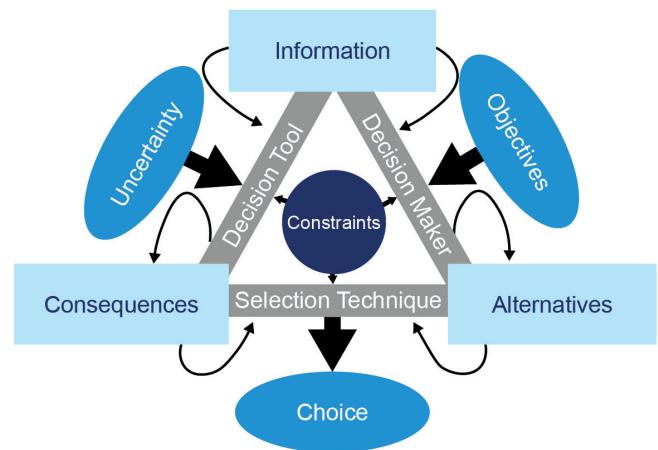 Information
Uncertainty
Objectives
Decision Tool
Decision Maker
Constraints
Consequences
Selection Technique
Alternatives
Choice